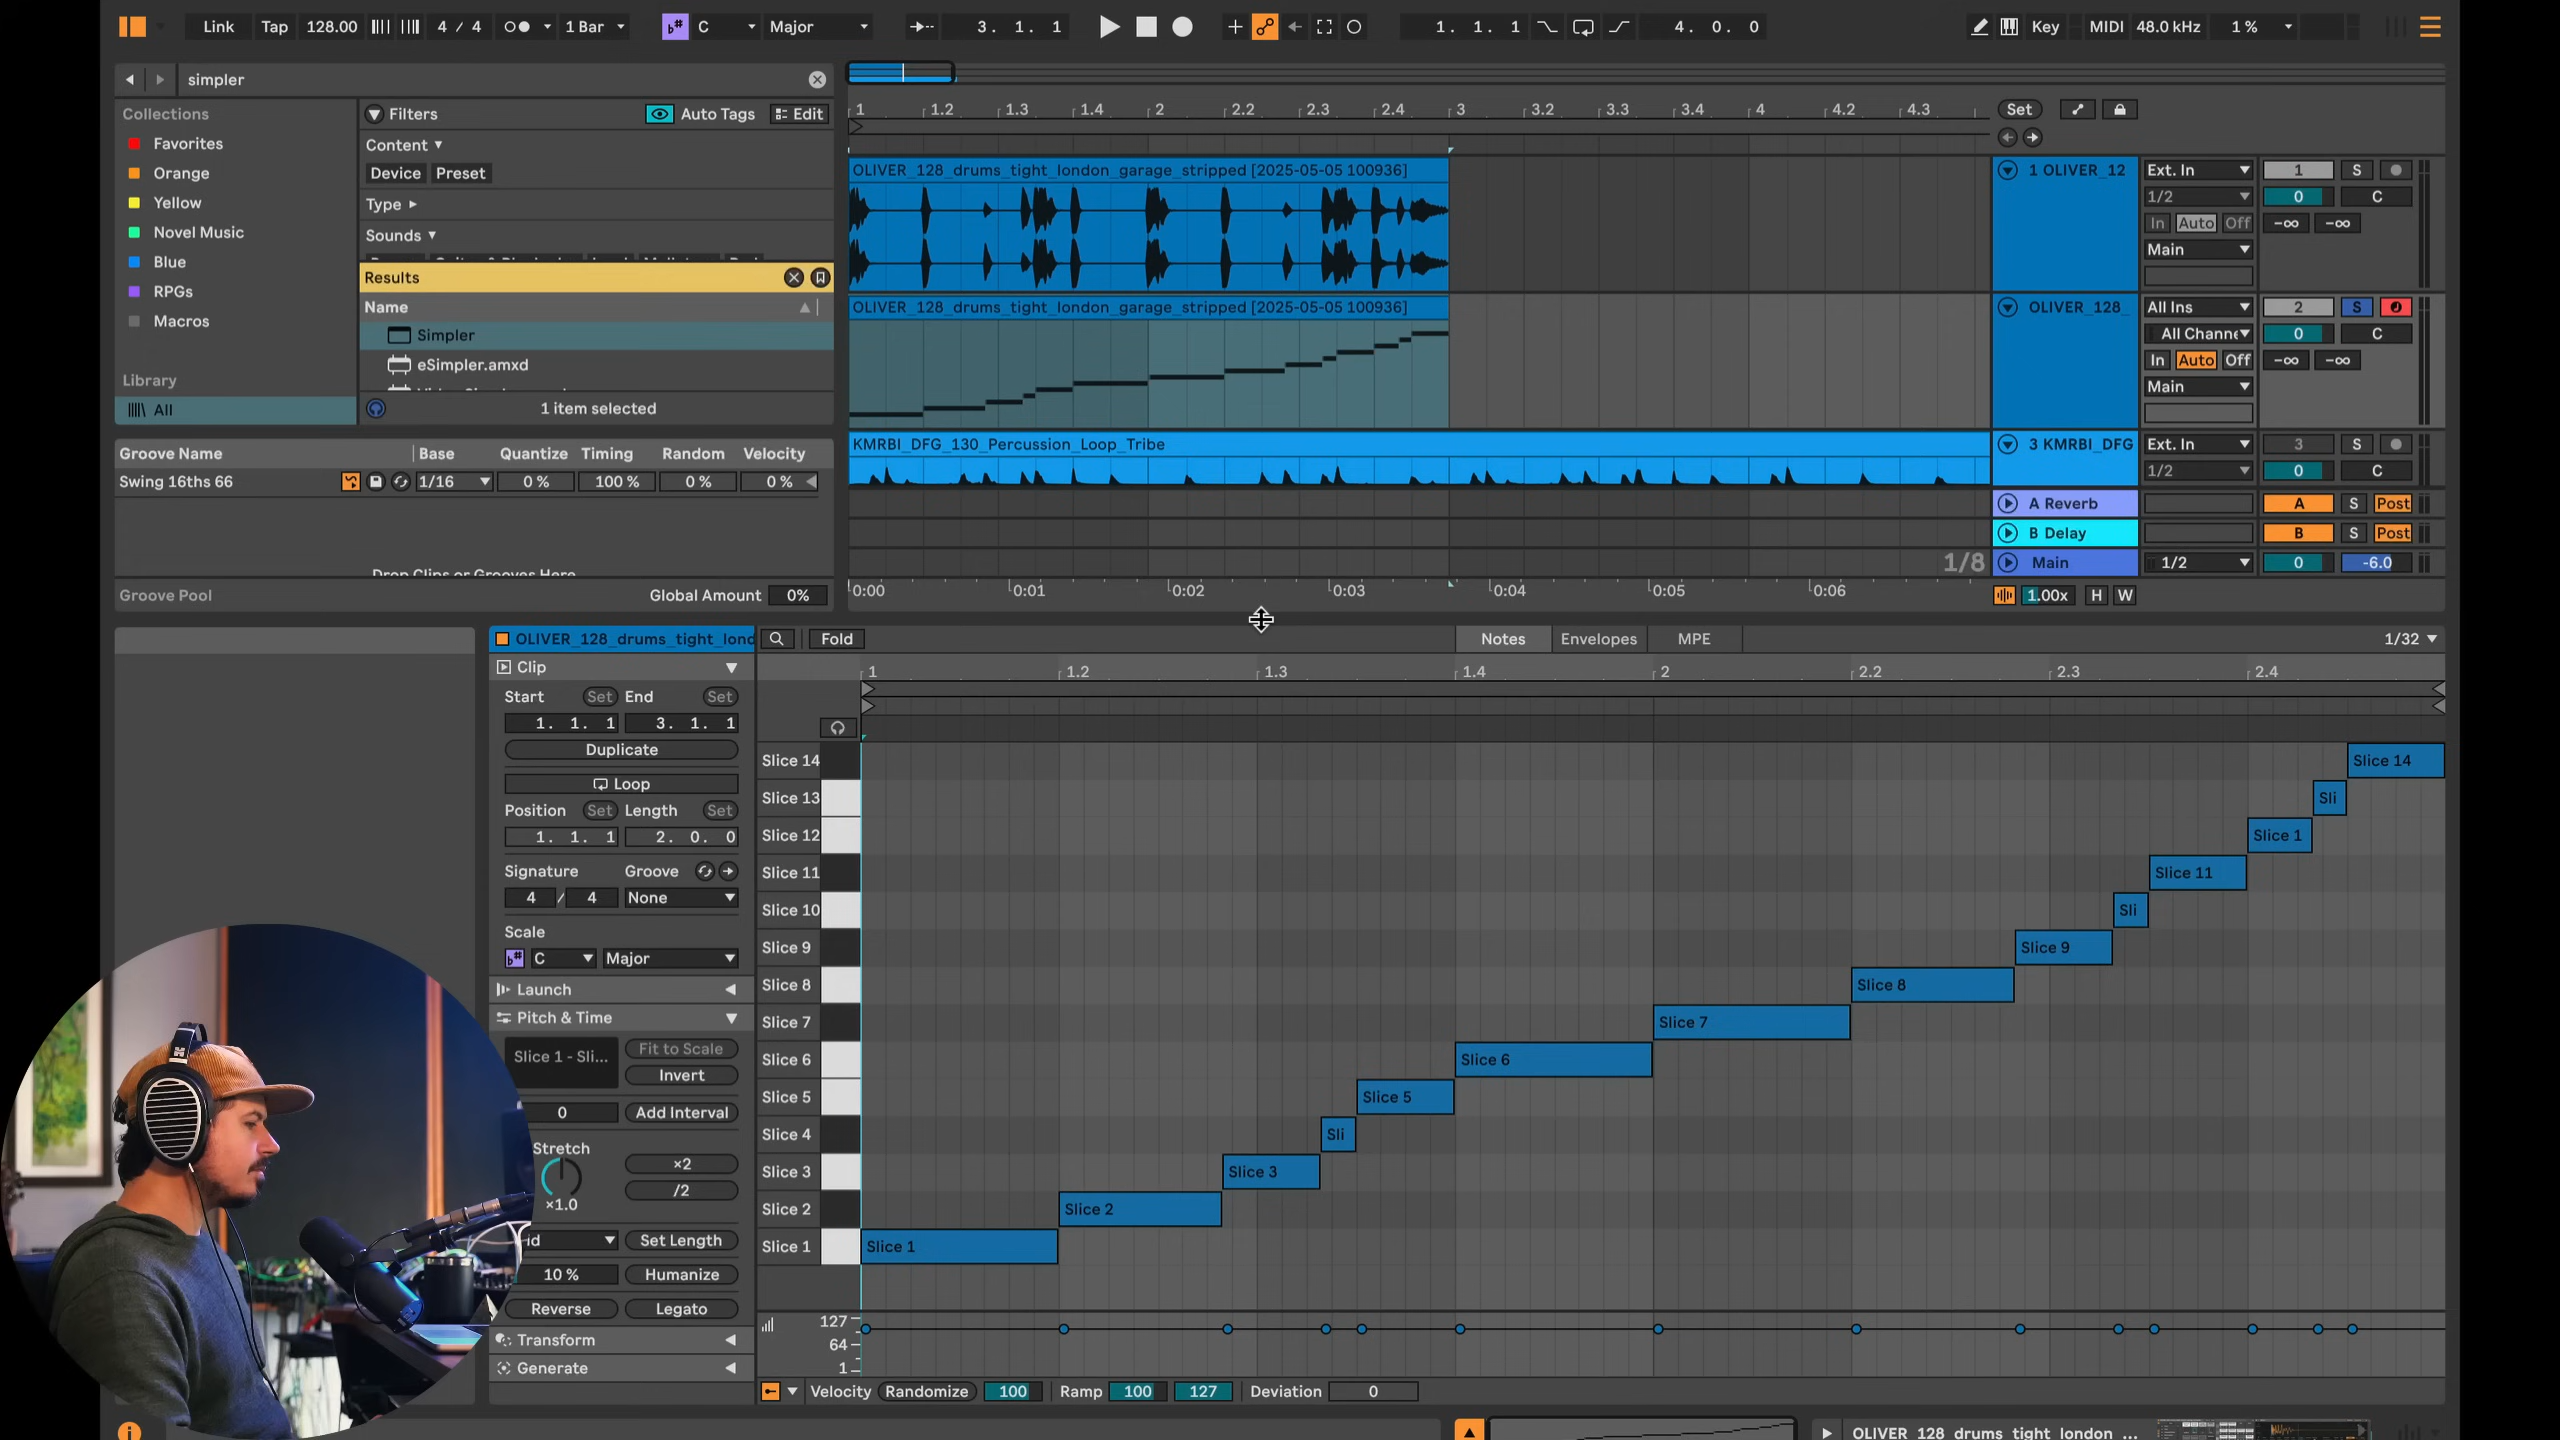 Link Tap 128.00 4 / 4 1 Bar C Major 3. 1. 1 1. 1. 1 4. 0. 0 Key MIDI 48.0 kHz 1 %
simpler
1 1.2 1.3 1.4 2 2.2 2.3 2.4 3 3.2 3.3 3.4 4 4.2 4.3 Set
Collections
Favorites
Orange
Yellow
Novel Music
Blue
RPGs
Macros
Library
All
Filters Auto Tags Edit
Content
Device Preset
Type
Sounds
Results
Name
Simpler
eSimpler.amxd
1 item selected
Groove Name Base Quantize Timing Random Velocity
Swing 16ths 66 1/16 0 % 100 % 0 % 0 %
Drop Clips or Grooves Here
Groove Pool Global Amount 0%
OLIVER_128_drums_tight_london_garage_stripped [2025-05-05 100936]
1 OLIVER_12 Ext. In 1 S
1/2 0 C
In Auto Off -∞ -∞
Main
OLIVER_128_drums_tight_london_garage_stripped [2025-05-05 100936]
OLIVER_128_ All Ins 2 S
All Channe 0 C
In Auto Off -∞ -∞
Main
KMRBI_DFG_130_Percussion_Loop_Tribe
3 KMRBI_DFG Ext. In 3 S
1/2 0 C
A Reverb A S Post
B Delay B S Post
1/8 Main 1/2 0 -6.0
0:00 0:01 0:02 0:03 0:04 0:05 0:06 1.00x H W
OLIVER_128_drums_tight_lond
Clip
Start Set End Set
1. 1. 1 3. 1. 1
Duplicate
Loop
Position Set Length Set
1. 1. 1 2. 0. 0
Signature Groove
4 / 4 None
Scale
C Major
Launch
Pitch & Time
Slice 1 - Sli... Fit to Scale
Invert
0 Add Interval
Stretch
×2
/2
×1.0
id Set Length
10 % Humanize
Reverse Legato
Transform
Generate
Fold Notes Envelopes MPE 1/32
1 1.2 1.3 1.4 2 2.2 2.3 2.4
Slice 14 Slice 14
Slice 13 Sli
Slice 12 Slice 1
Slice 11 Slice 11
Slice 10 Sli
Slice 9 Slice 9
Slice 8 Slice 8
Slice 7 Slice 7
Slice 6 Slice 6
Slice 5 Slice 5
Slice 4 Sli
Slice 3 Slice 3
Slice 2 Slice 2
Slice 1 Slice 1
127
64
1
Velocity Randomize 100 Ramp 100 127 Deviation 0
OLIVER_128_drums_tight_london_...